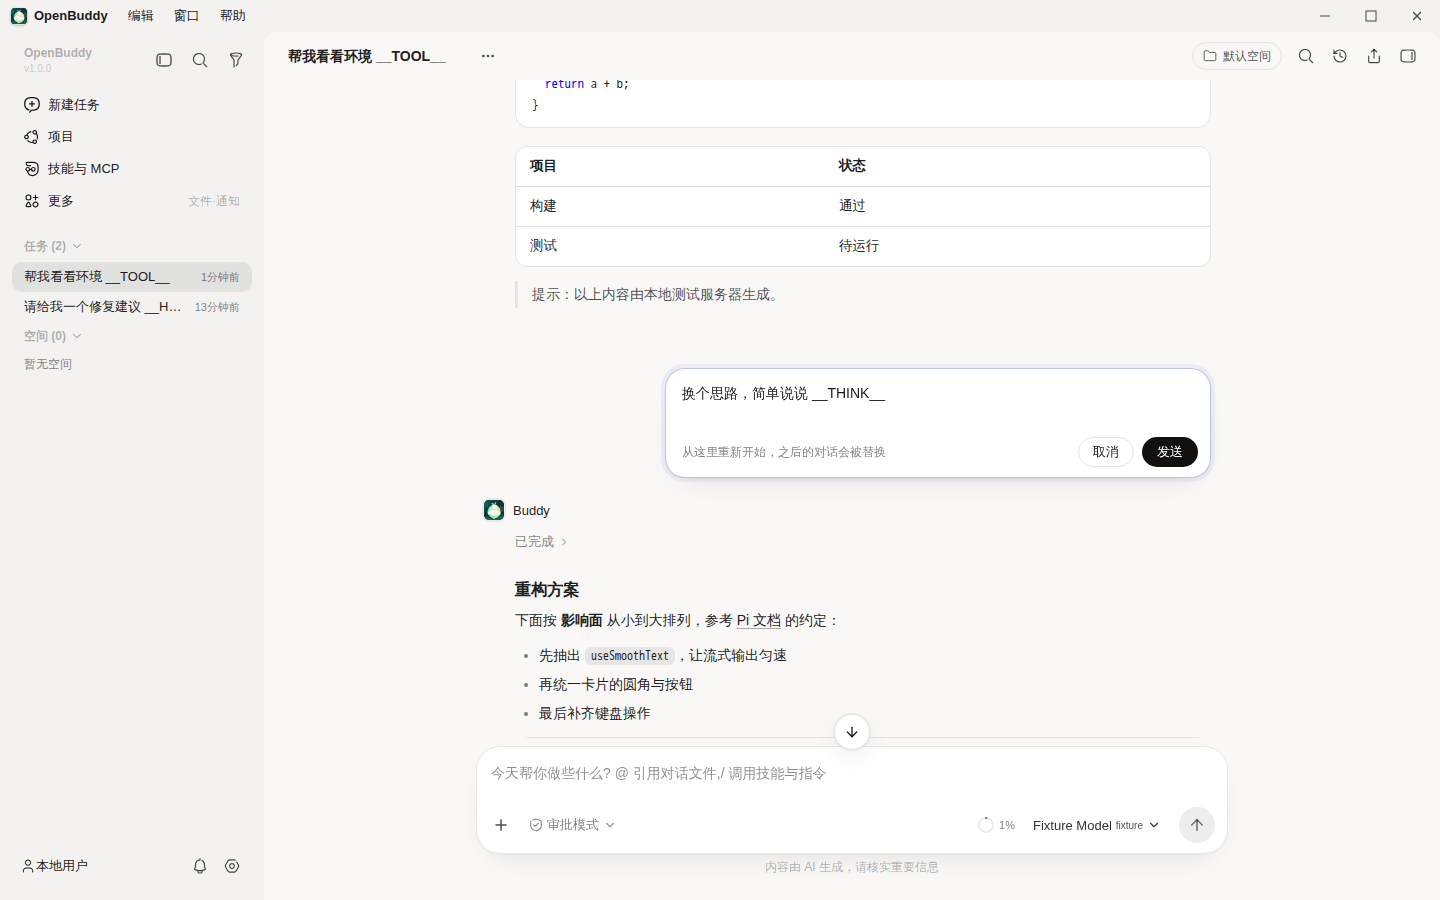 OpenBuddy 编辑 窗口 帮助
OpenBuddy
v1.0.0
新建任务
项目
技能与 MCP
更多 文件·通知
任务 (2)
帮我看看环境 __TOOL__ 1分钟前
请给我一个修复建议 __H… 13分钟前
空间 (0)
暂无空间
本地用户
帮我看看环境 __TOOL__
默认空间
return a + b;
}
项目 状态
构建 通过
测试 待运行
提示：以上内容由本地测试服务器生成。
换个思路，简单说说 __THINK__
从这里重新开始，之后的对话会被替换 取消 发送
Buddy
已完成
重构方案
下面按 影响面 从小到大排列，参考 Pi 文档 的约定：
先抽出 useSmoothText，让流式输出匀速
再统一卡片的圆角与按钮
最后补齐键盘操作
今天帮你做些什么? @ 引用对话文件,/ 调用技能与指令
审批模式 1% Fixture Model fixture
内容由 AI 生成，请核实重要信息